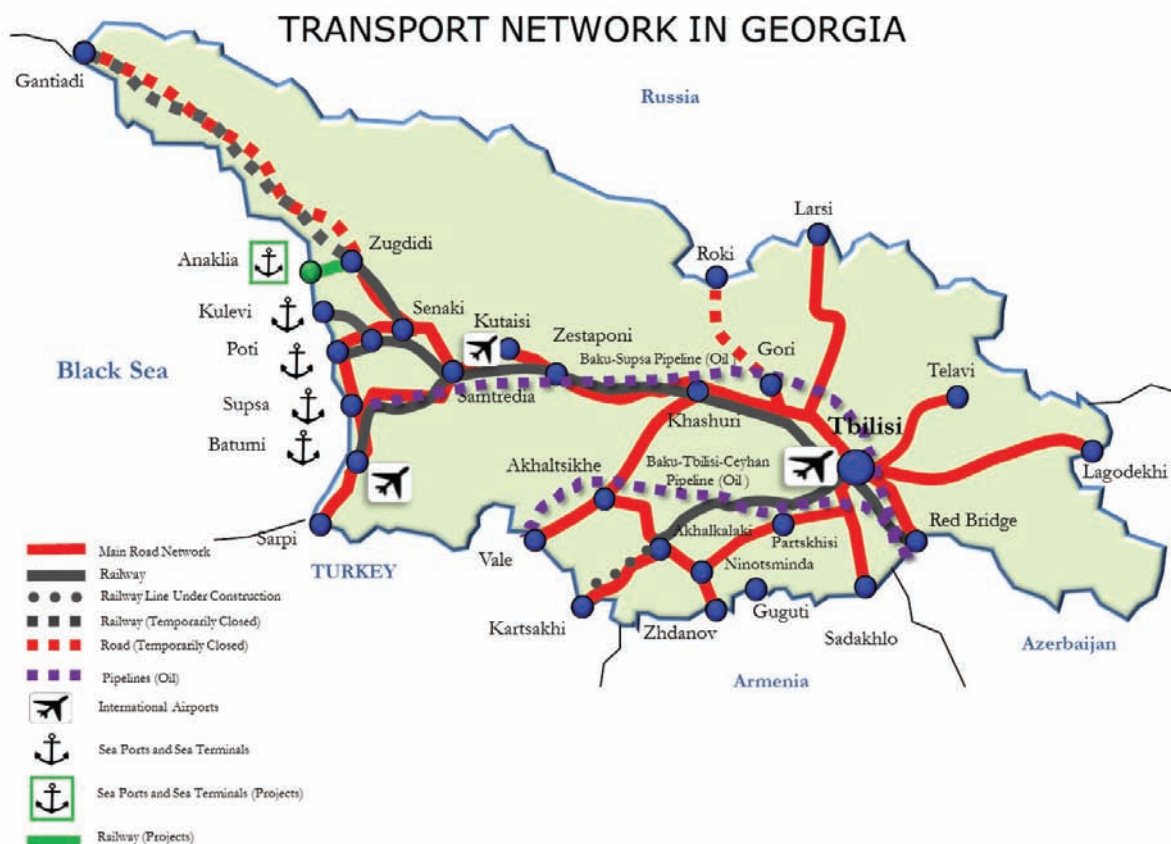 TRANSPORT NETWORK IN GEORGIA
Gantiadi
Russia
Larsi
Roki
Zugdidi
Anaklia
Kulevi
Senaki
Kutaisi
Zestaponi
Poti
Baku-Supsa Pipeline (Oil )
Gori
Black Sea
Telavi
Samtredia
Supsa
Khashuri
Tbilisi
Batumi
Baku-Tbilisi-Ceyhan
Pipeline (Oil )
Akhaltsikhe
Lagodekhi
Red Bridge
Sarpi
Akhalkalaki
Partskhisi
Vale
Ninotsminda
TURKEY
Guguti
Kartsakhi
Zhdanov
Sadakhlo
Azerbaijan
Armenia
Main Road Network
Railway
Railway Line Under Construction
Railway (Temporarily Closed)
Road (Temporarily Closed)
Pipelines (Oil)
International Airports
Sea Ports and Sea Terminals
Sea Ports and Sea Terminals (Projects)
Railway (Projects)